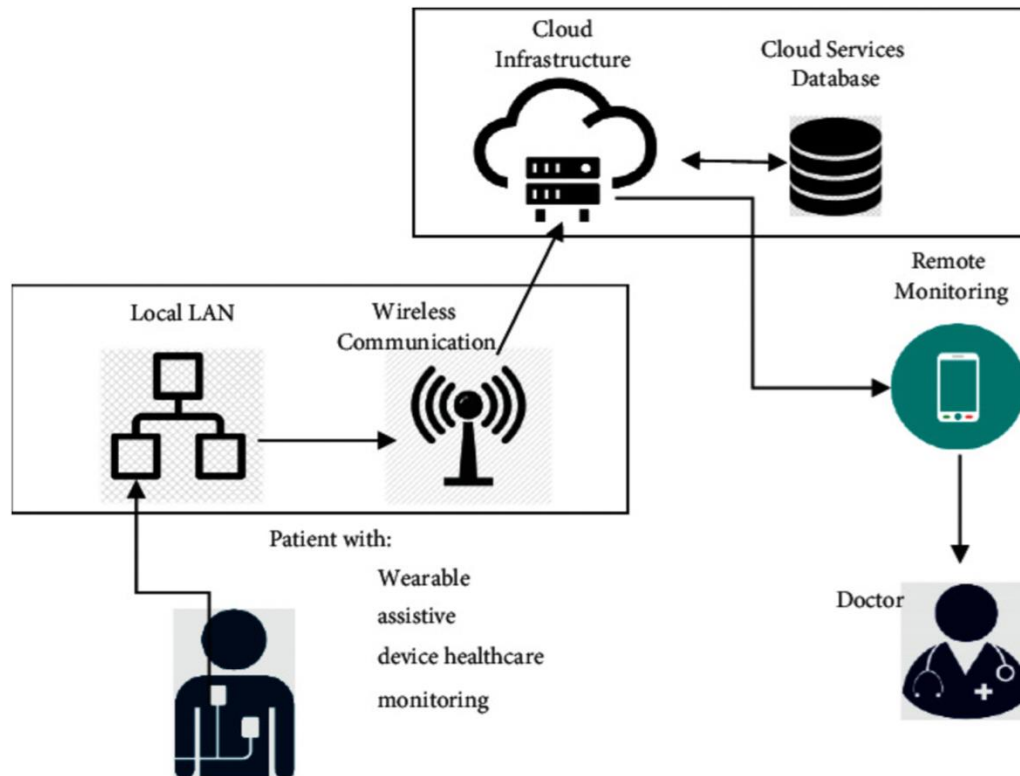 Cloud
Infrastructure
Cloud Services
Database
Remote
Monitoring
Local LAN
Wireless
Communication
Patient with:
Wearable
assistive
device healthcare
monitoring
Doctor